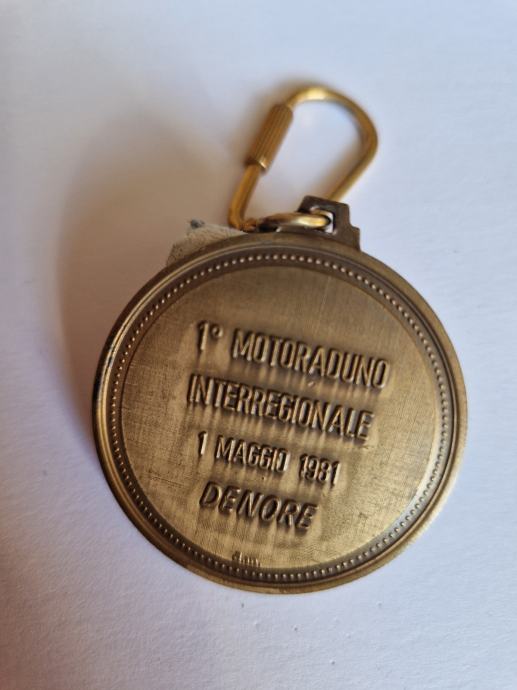 1° MOTORADUNO
INTERREGIONALE
1 MAGGIO 1981
DENORE